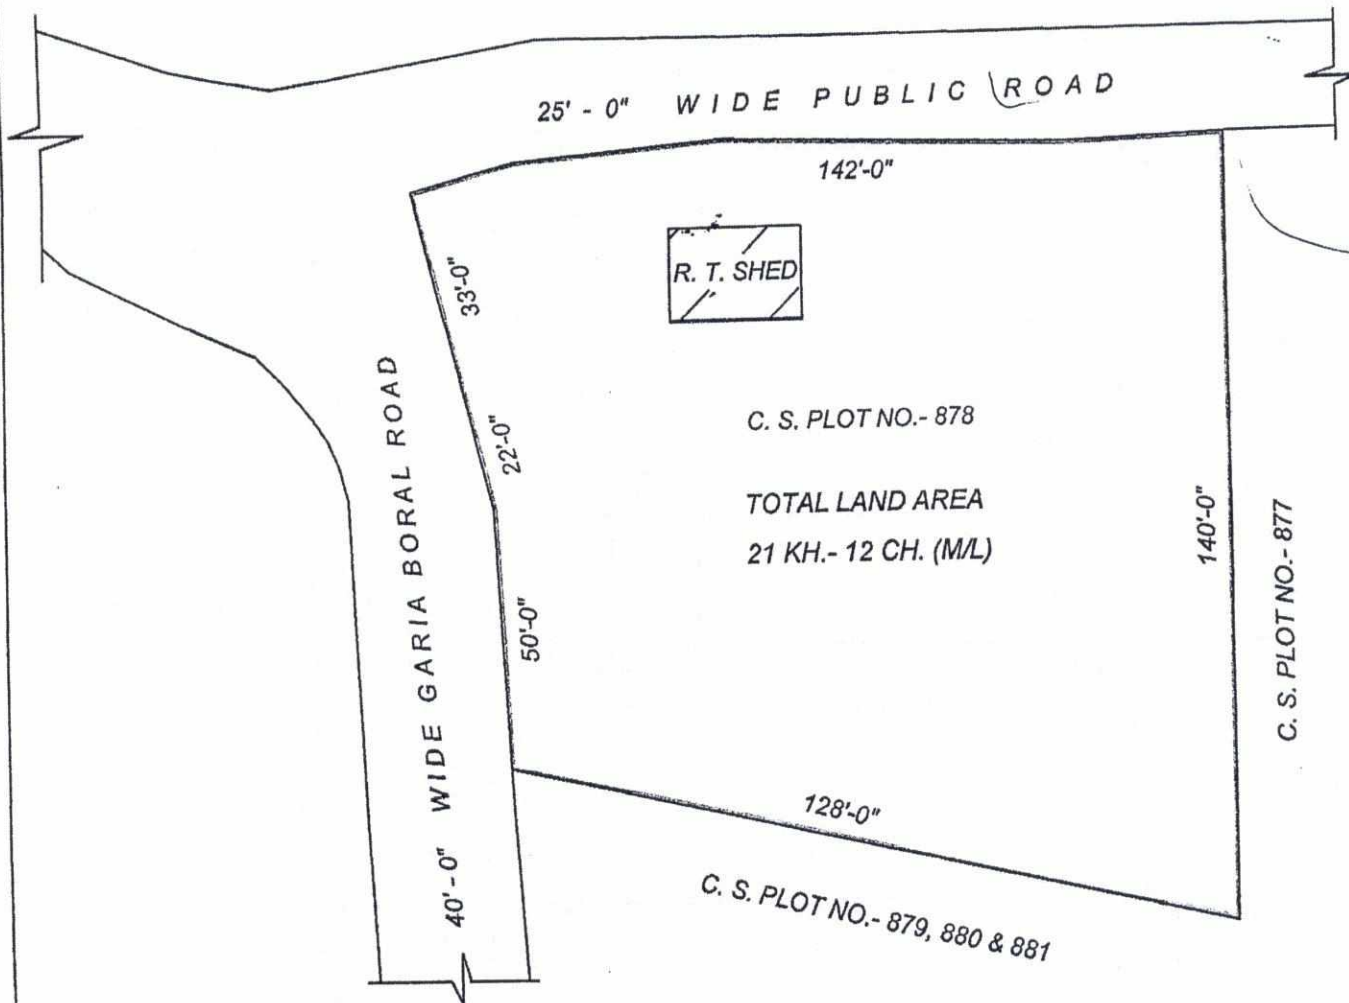 25' - 0" WIDE PUBLIC ROAD
142'-0"
R. T. SHED
33'-0"
22'-0"
50'-0"
40'-0" WIDE GARIA BORAL ROAD
C. S. PLOT NO.- 878
TOTAL LAND AREA
21 KH.- 12 CH. (M/L)
140'-0"
C. S. PLOT NO.- 877
128'-0"
C. S. PLOT NO.- 879, 880 & 881